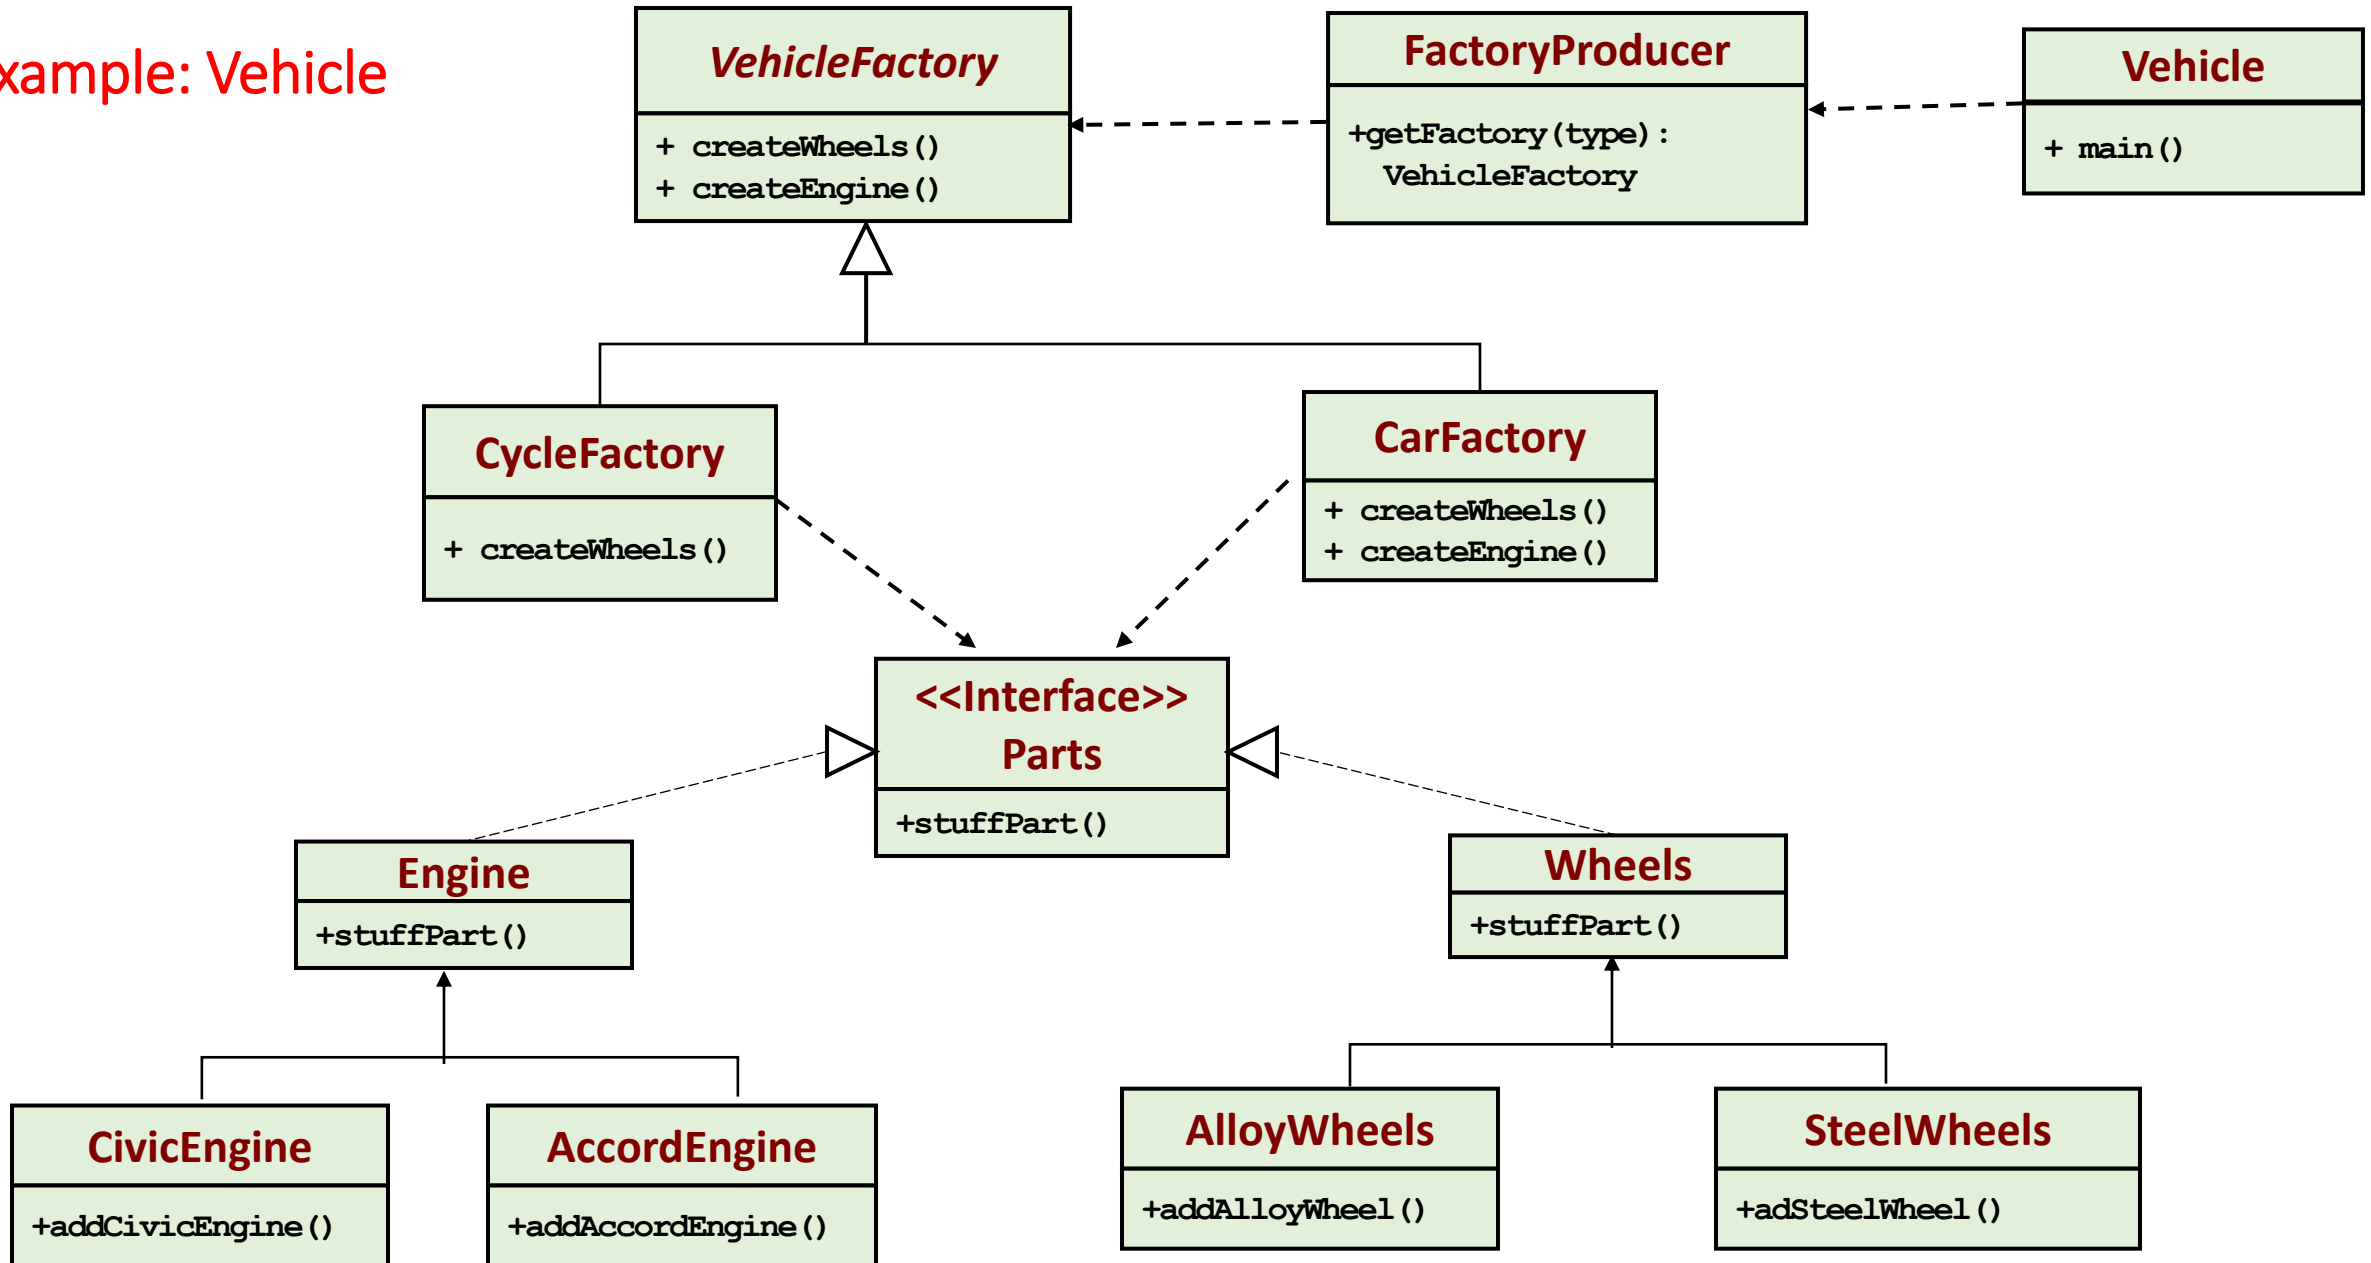 xample: Vehicle
VehicleFactory
+ createWheels()
+ createEngine()
FactoryProducer
+getFactory(type):
VehicleFactory
Vehicle
+ main()
CycleFactory
+ createWheels()
CarFactory
+ createWheels()
+ createEngine()
<<Interface>>
Parts
+stuffPart()
Engine
+stuffPart()
Wheels
+stuffPart()
CivicEngine
+addCivicEngine()
AccordEngine
+addAccordEngine()
AlloyWheels
+addAlloyWheel()
SteelWheels
+adSteelWheel()